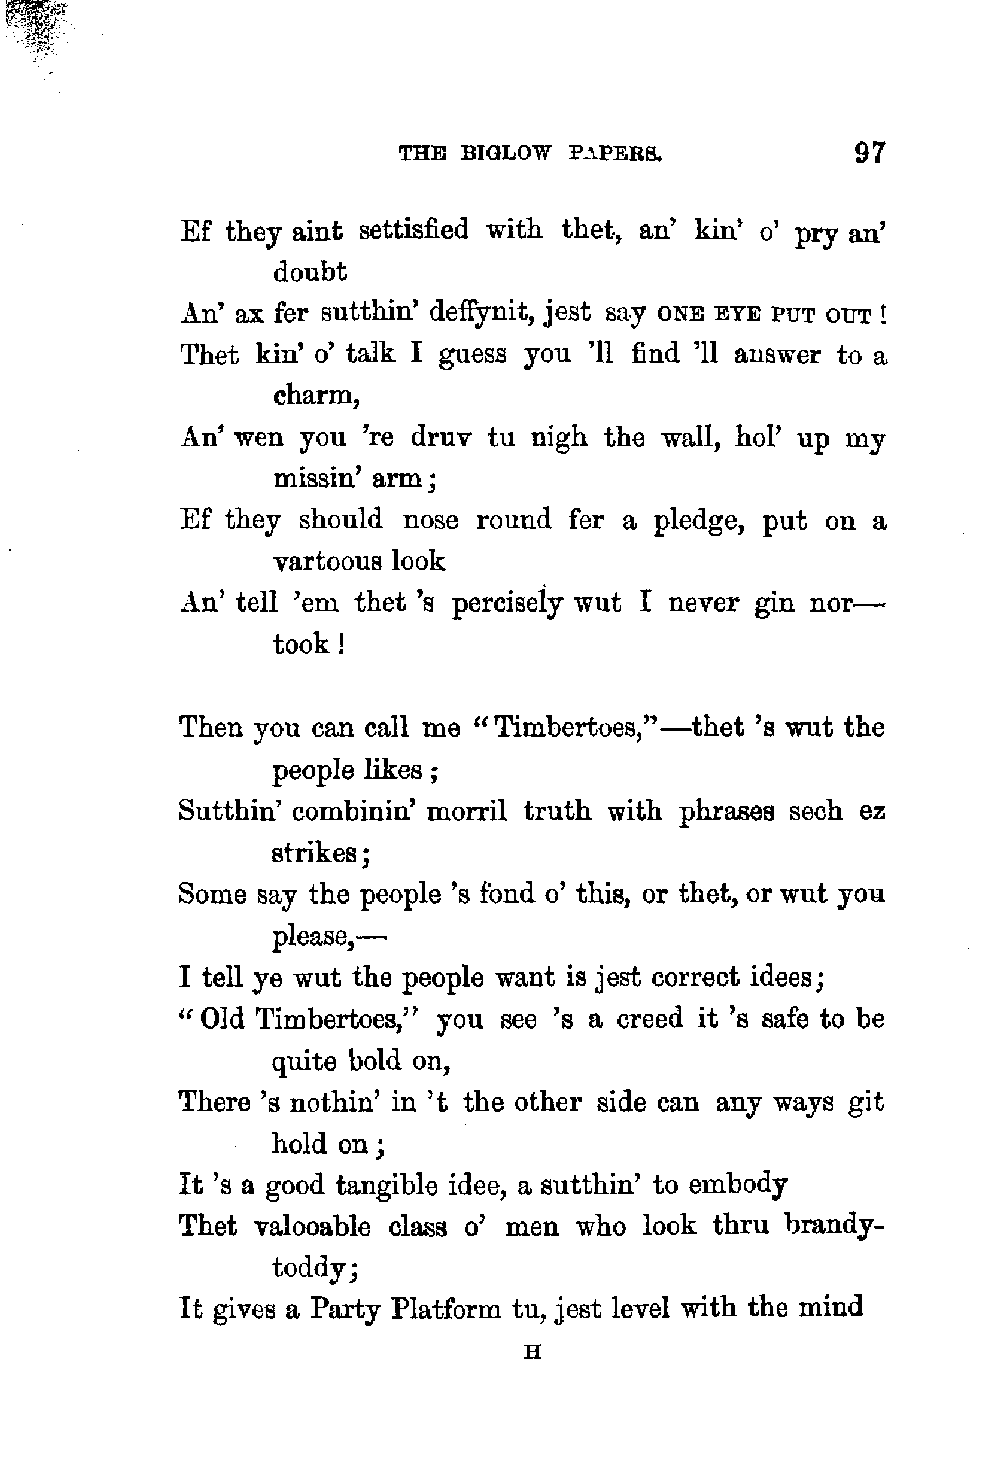 THE BIGLOW PAPERS. 97
Ef they aint settisfied with thet, an' kin' o' pry an'
doubt
An' ax fer sutthin' deffynit, jest say ONE EYE PUT OUT !
Thet kin' o' talk I guess you 'll find 'll answer to a
charm,
An' wen you 're druv tu nigh the wall, hol' up my
missin' arm ;
Ef they should nose round fer a pledge, put on a
vartoous look
An' tell 'em thet 's percisely wut I never gin nor—
took !
Then you can call me "Timbertoes,"—thet 's wut the
people likes ;
Sutthin' combinin' morril truth with phrases sech ez
strikes ;
Some say the people 's fond o' this, or thet, or wut you
please,—
I tell ye wut the people want is jest correct idees ;
"Old Timbertoes," you see 's a creed it 's safe to be
quite bold on,
There 's nothin' in 't the other side can any ways git
hold on ;
It 's a good tangible idee, a sutthin' to embody
Thet valooable class o' men who look thru brandy-
toddy ;
It gives a Party Platform tu, jest level with the mind
H